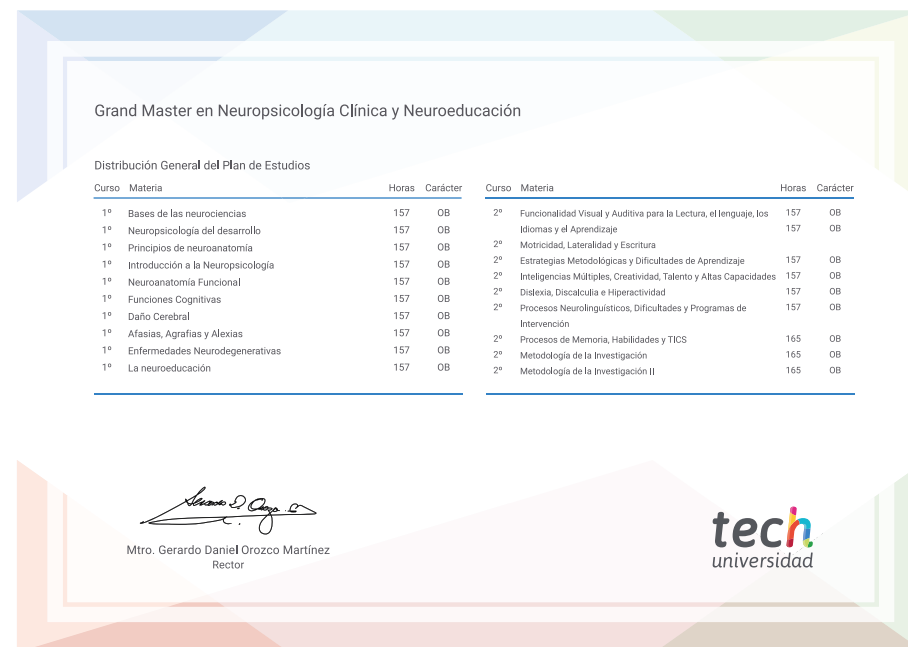 Grand Master en Neuropsicología Clínica y Neuroeducación
Distribución General del Plan de Estudios
Curso Materia Horas Carácter
1º Bases de las neurociencias 157 OB
1º Neuropsicología del desarrollo 157 OB
1º Principios de neuroanatomía 157 OB
1º Introducción a la Neuropsicología 157 OB
1º Neuroanatomía Funcional 157 OB
1º Funciones Cognitivas 157 OB
1º Daño Cerebral 157 OB
1º Afasias, Agrafias y Alexias 157 OB
1º Enfermedades Neurodegenerativas 157 OB
1º La neuroeducación 157 OB
Curso Materia Horas Carácter
2º Funcionalidad Visual y Auditiva para la Lectura, el lenguaje, los 157 OB
Idiomas y el Aprendizaje 157 OB
2º Motricidad, Lateralidad y Escritura
2º Estrategias Metodológicas y Dificultades de Aprendizaje 157 OB
2º Inteligencias Múltiples, Creatividad, Talento y Altas Capacidades 157 OB
2º Dislexia, Discalculia e Hiperactividad 157 OB
2º Procesos Neurolinguísticos, Dificultades y Programas de 157 OB
Intervención
2º Procesos de Memoria, Habilidades y TICS 165 OB
2º Metodología de la Investigación 165 OB
2º Metodología de la Investigación II 165 OB
Mtro. Gerardo Daniel Orozco Martínez
Rector
tech
universidad